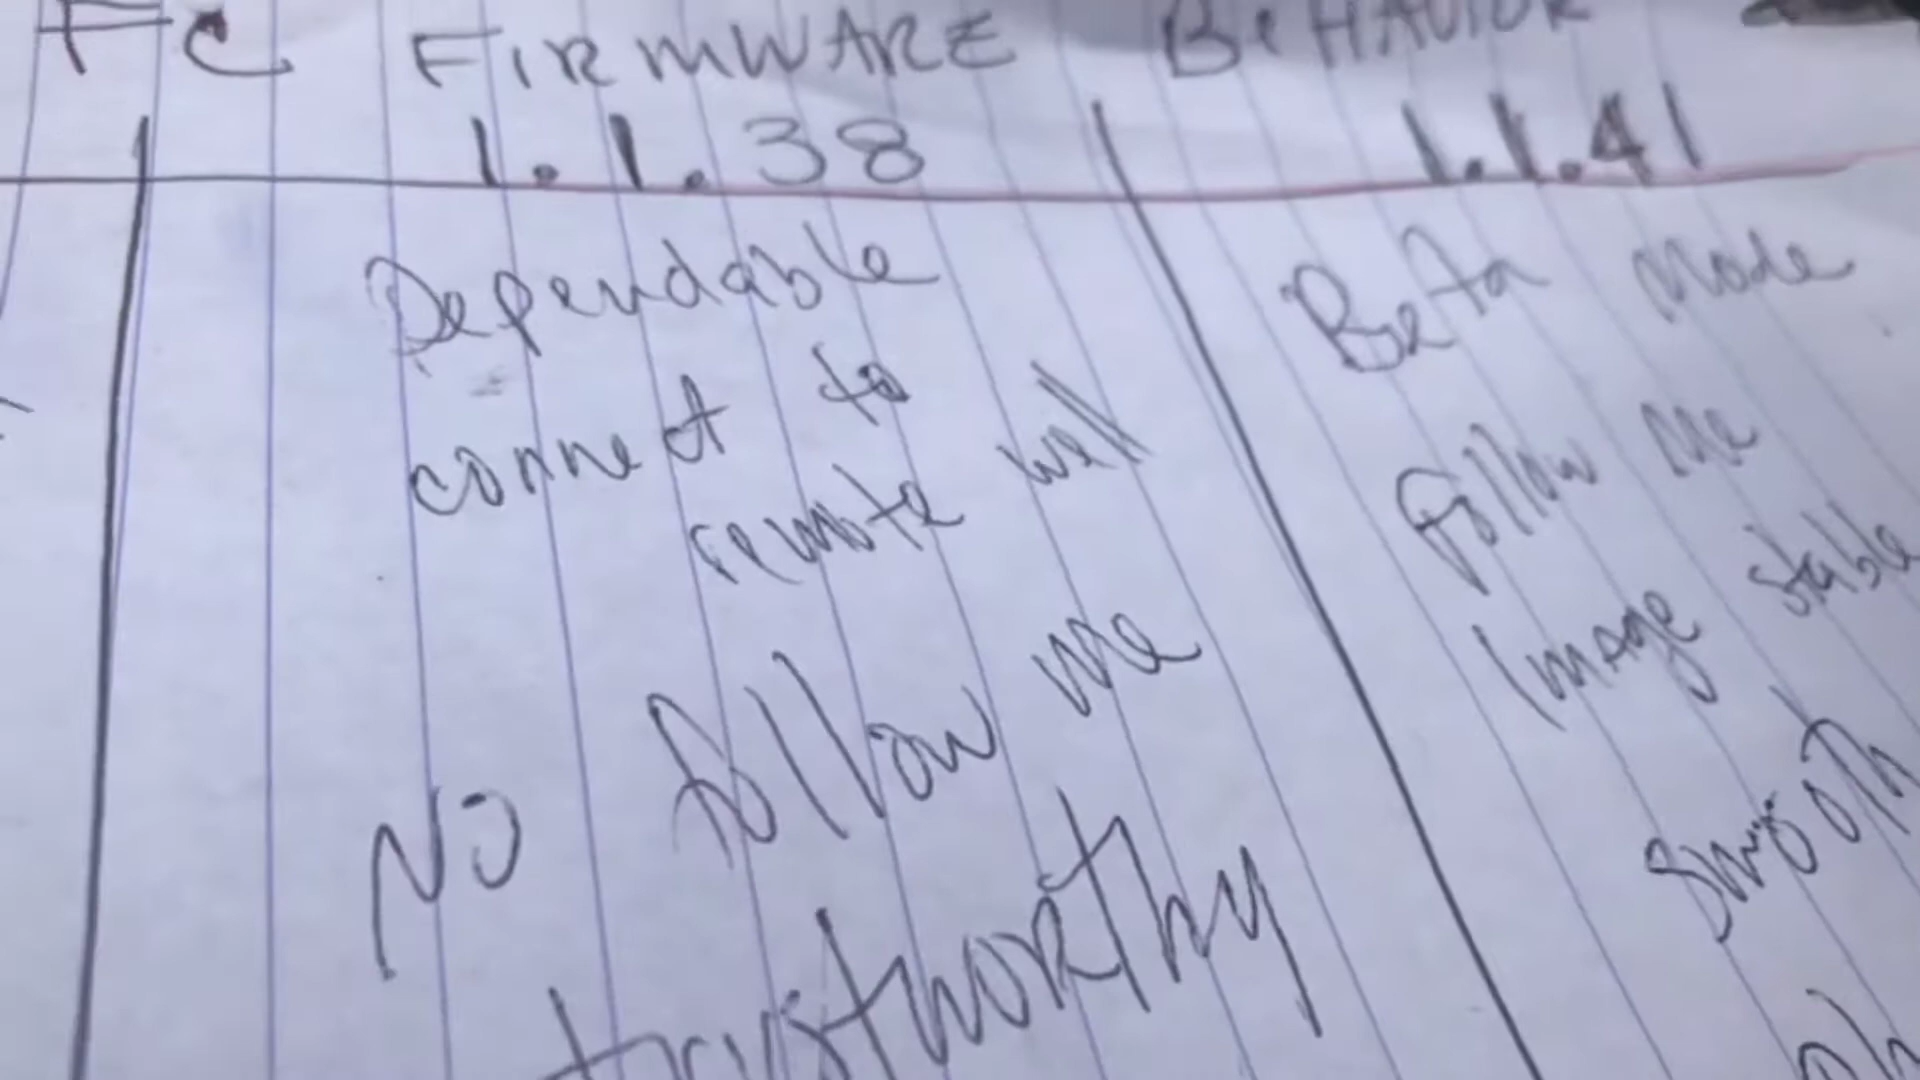 FC FIRMWARE BEHAVIOR
1.1.38
Dependable
connect to
remote well
No follow me
trustworthy
1.1.41
Beta mode
Follow me
Image stable
smooth